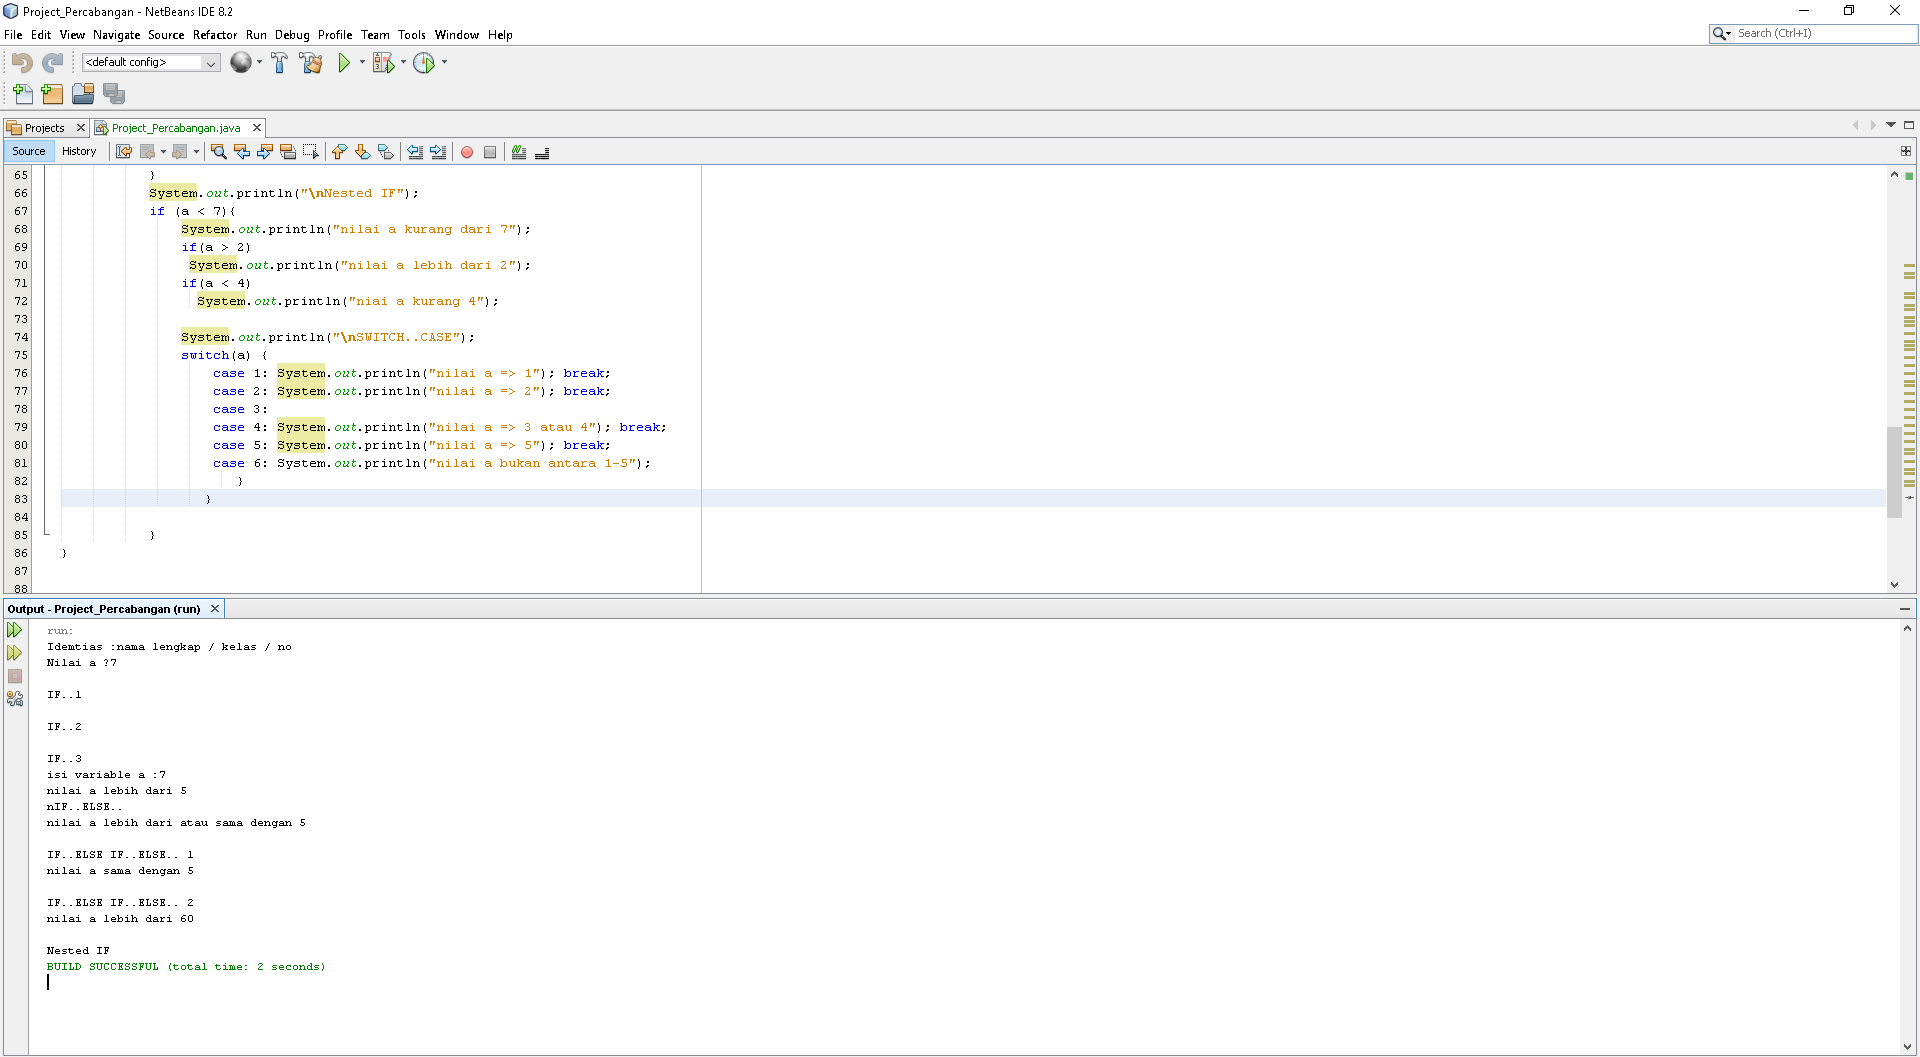 Project_Percabangan - NetBeans IDE 8.2
File Edit View Navigate Source Refactor Run Debug Profile Team Tools Window Help
Search (Ctrl+I)
<default config>
Projects
Project_Percabangan.java
Source History
65 }
66 System.out.println("\nNested IF");
67 if (a < 7){
68 System.out.println("nilai a kurang dari 7");
69 if(a > 2)
70 System.out.println("nilai a lebih dari 2");
71 if(a < 4)
72 System.out.println("niai a kurang 4");
73
74 System.out.println("\nSWITCH..CASE");
75 switch(a) {
76 case 1: System.out.println("nilai a => 1"); break;
77 case 2: System.out.println("nilai a => 2"); break;
78 case 3:
79 case 4: System.out.println("nilai a => 3 atau 4"); break;
80 case 5: System.out.println("nilai a => 5"); break;
81 case 6: System.out.println("nilai a bukan antara 1-5");
82 }
83 }
84
85 }
86 }
87
88
Output - Project_Percabangan (run)
run:
Idemtias :nama lengkap / kelas / no
Nilai a ?7
IF..1
IF..2
IF..3
isi variable a :7
nilai a lebih dari 5
nIF..ELSE..
nilai a lebih dari atau sama dengan 5
IF..ELSE IF..ELSE.. 1
nilai a sama dengan 5
IF..ELSE IF..ELSE.. 2
nilai a lebih dari 60
Nested IF
BUILD SUCCESSFUL (total time: 2 seconds)